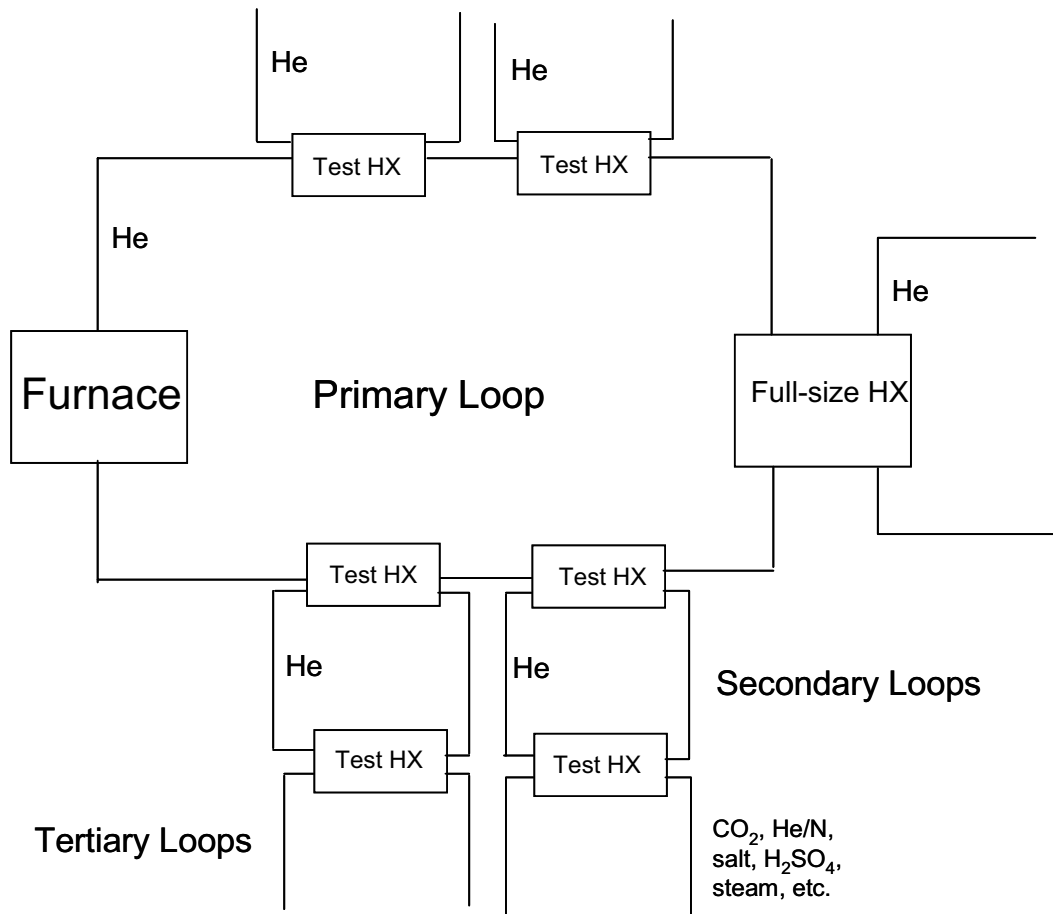 He
He
Test HX
Test HX
He
He
Furnace
Primary Loop
Full-size HX
Test HX
Test HX
He
He
Secondary Loops
Test HX
Test HX
Tertiary Loops
CO₂, He/N,
salt, H₂SO₄,
steam, etc.